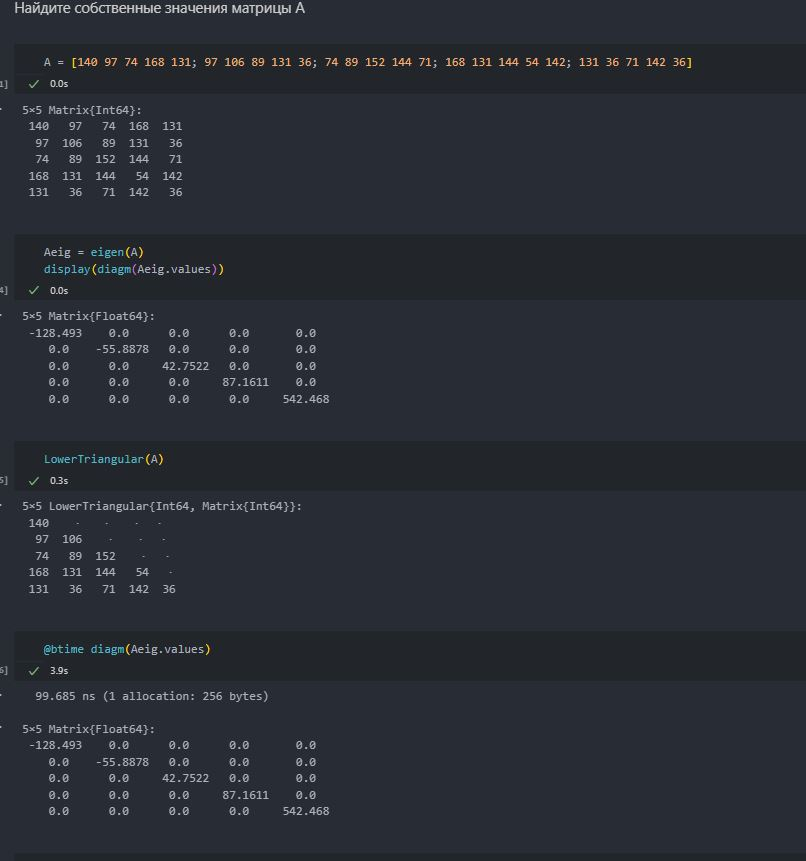 Найдите собственные значения матрицы A
A = [140 97 74 168 131; 97 106 89 131 36; 74 89 152 144 71; 168 131 144 54 142; 131 36 71 142 36]
1] ✓ 0.0s
5×5 Matrix{Int64}:
140 97 74 168 131
97 106 89 131 36
74 89 152 144 71
168 131 144 54 142
131 36 71 142 36
Aeig = eigen(A)
display(diagm(Aeig.values))
4] ✓ 0.0s
5×5 Matrix{Float64}:
-128.493 0.0 0.0 0.0 0.0
0.0 -55.8878 0.0 0.0 0.0
0.0 0.0 42.7522 0.0 0.0
0.0 0.0 0.0 87.1611 0.0
0.0 0.0 0.0 0.0 542.468
LowerTriangular(A)
5] ✓ 0.3s
5×5 LowerTriangular{Int64, Matrix{Int64}}:
140 · · · ·
97 106 · · ·
74 89 152 · ·
168 131 144 54 ·
131 36 71 142 36
@btime diagm(Aeig.values)
6] ✓ 3.9s
99.685 ns (1 allocation: 256 bytes)
5×5 Matrix{Float64}:
-128.493 0.0 0.0 0.0 0.0
0.0 -55.8878 0.0 0.0 0.0
0.0 0.0 42.7522 0.0 0.0
0.0 0.0 0.0 87.1611 0.0
0.0 0.0 0.0 0.0 542.468